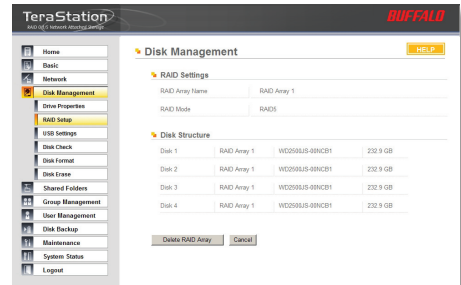 TeraStation
RAID 0/1/5 Network Attached Storage
BUFFALO
Home
Basic
Network
Disk Management
Drive Properties
RAID Setup
USB Settings
Disk Check
Disk Format
Disk Erase
Shared Folders
Group Management
User Management
Disk Backup
Maintenance
System Status
Logout
Disk Management
HELP
RAID Settings
RAID Array Name RAID Array 1
RAID Mode RAID5
Disk Structure
Disk 1 RAID Array 1 WD2500JS-00NCB1 232.9 GB
Disk 2 RAID Array 1 WD2500JS-00NCB1 232.9 GB
Disk 3 RAID Array 1 WD2500JS-00NCB1 232.9 GB
Disk 4 RAID Array 1 WD2500JS-00NCB1 232.9 GB
Delete RAID Array Cancel